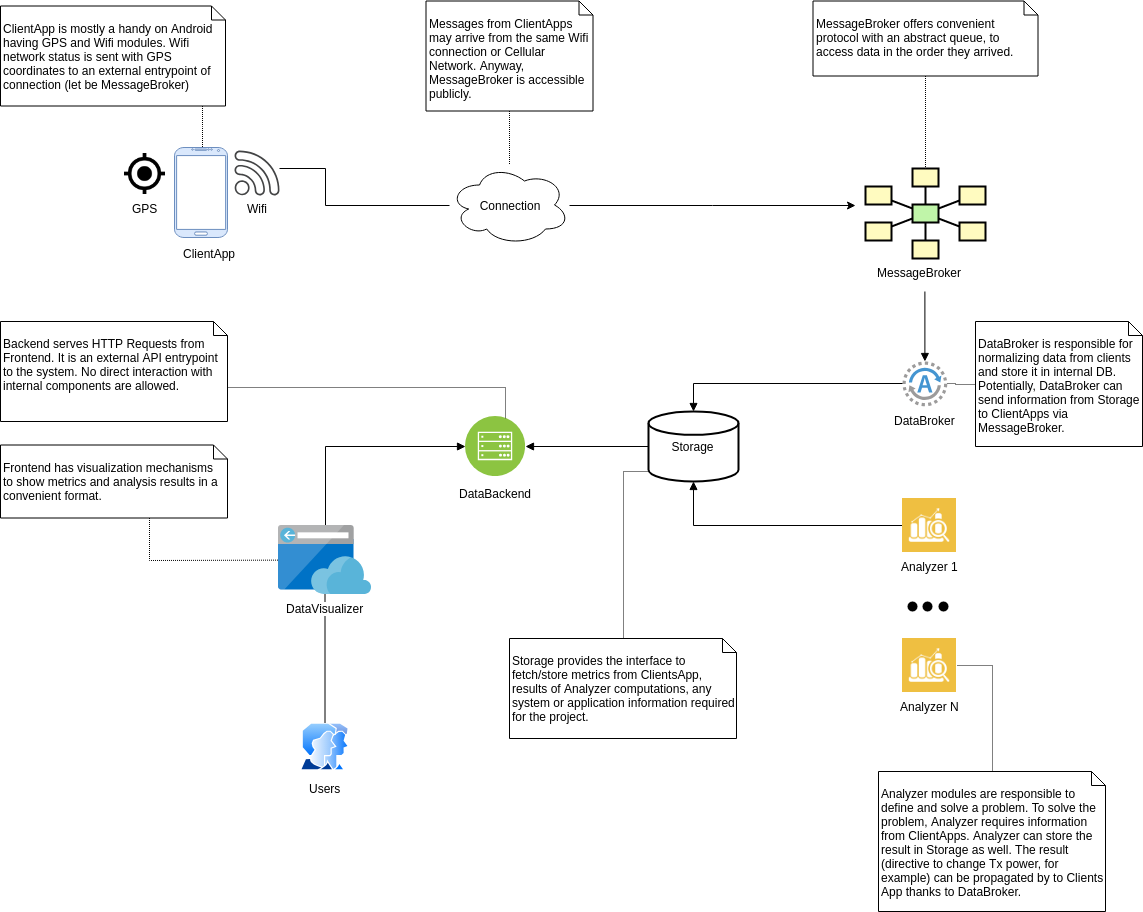 ClientApp is mostly a handy on Android
having GPS and Wifi modules. Wifi
network status is sent with GPS
coordinates to an external entrypoint of
connection (let be MessageBroker)
Messages from ClientApps
may arrive from the same Wifi
connection or Cellular
Network. Anyway,
MessageBroker is accessible
publicly.
MessageBroker offers convenient
protocol with an abstract queue, to
access data in the order they arrived.
GPS
Wifi
ClientApp
Connection
MessageBroker
Backend serves HTTP Requests from
Frontend. It is an external API entrypoint
to the system. No direct interaction with
internal components are allowed.
DataBroker is responsible for
normalizing data from clients
and store it in internal DB.
Potentially, DataBroker can
send information from Storage
to ClientApps via
MessageBroker.
A
DataBroker
Storage
Frontend has visualization mechanisms
to show metrics and analysis results in a
convenient format.
DataBackend
DataVisualizer
Analyzer 1
Analyzer N
Storage provides the interface to
fetch/store metrics from ClientsApp,
results of Analyzer computations, any
system or application information required
for the project.
Users
Analyzer modules are responsible to
define and solve a problem. To solve the
problem, Analyzer requires information
from ClientApps. Analyzer can store the
result in Storage as well. The result
(directive to change Tx power, for
example) can be propagated by to Clients
App thanks to DataBroker.